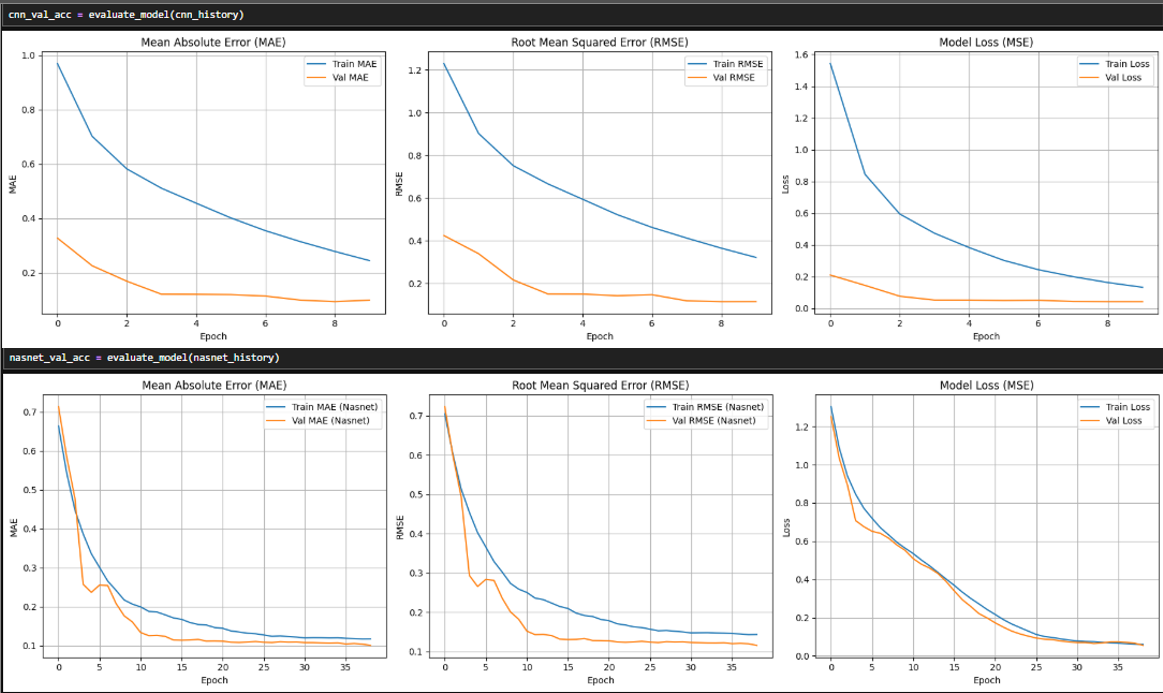 cnn_val_acc = evaluate_model(cnn_history)
Mean Absolute Error (MAE)
Train MAE
Val MAE
1.0
0.8
0.6
0.4
0.2
MAE
0 2 4 6 8
Epoch
Root Mean Squared Error (RMSE)
Train RMSE
Val RMSE
1.2
1.0
0.8
0.6
0.4
0.2
RMSE
0 2 4 6 8
Epoch
Model Loss (MSE)
Train Loss
Val Loss
1.6
1.4
1.2
1.0
0.8
0.6
0.4
0.2
0.0
Loss
0 2 4 6 8
Epoch
nasnet_val_acc = evaluate_model(nasnet_history)
Mean Absolute Error (MAE)
Train MAE (Nasnet)
Val MAE (Nasnet)
0.7
0.6
0.5
0.4
0.3
0.2
0.1
MAE
0 5 10 15 20 25 30 35
Epoch
Root Mean Squared Error (RMSE)
Train RMSE (Nasnet)
Val RMSE (Nasnet)
0.7
0.6
0.5
0.4
0.3
0.2
0.1
RMSE
0 5 10 15 20 25 30 35
Epoch
Model Loss (MSE)
Train Loss
Val Loss
1.2
1.0
0.8
0.6
0.4
0.2
0.0
Loss
0 5 10 15 20 25 30 35
Epoch